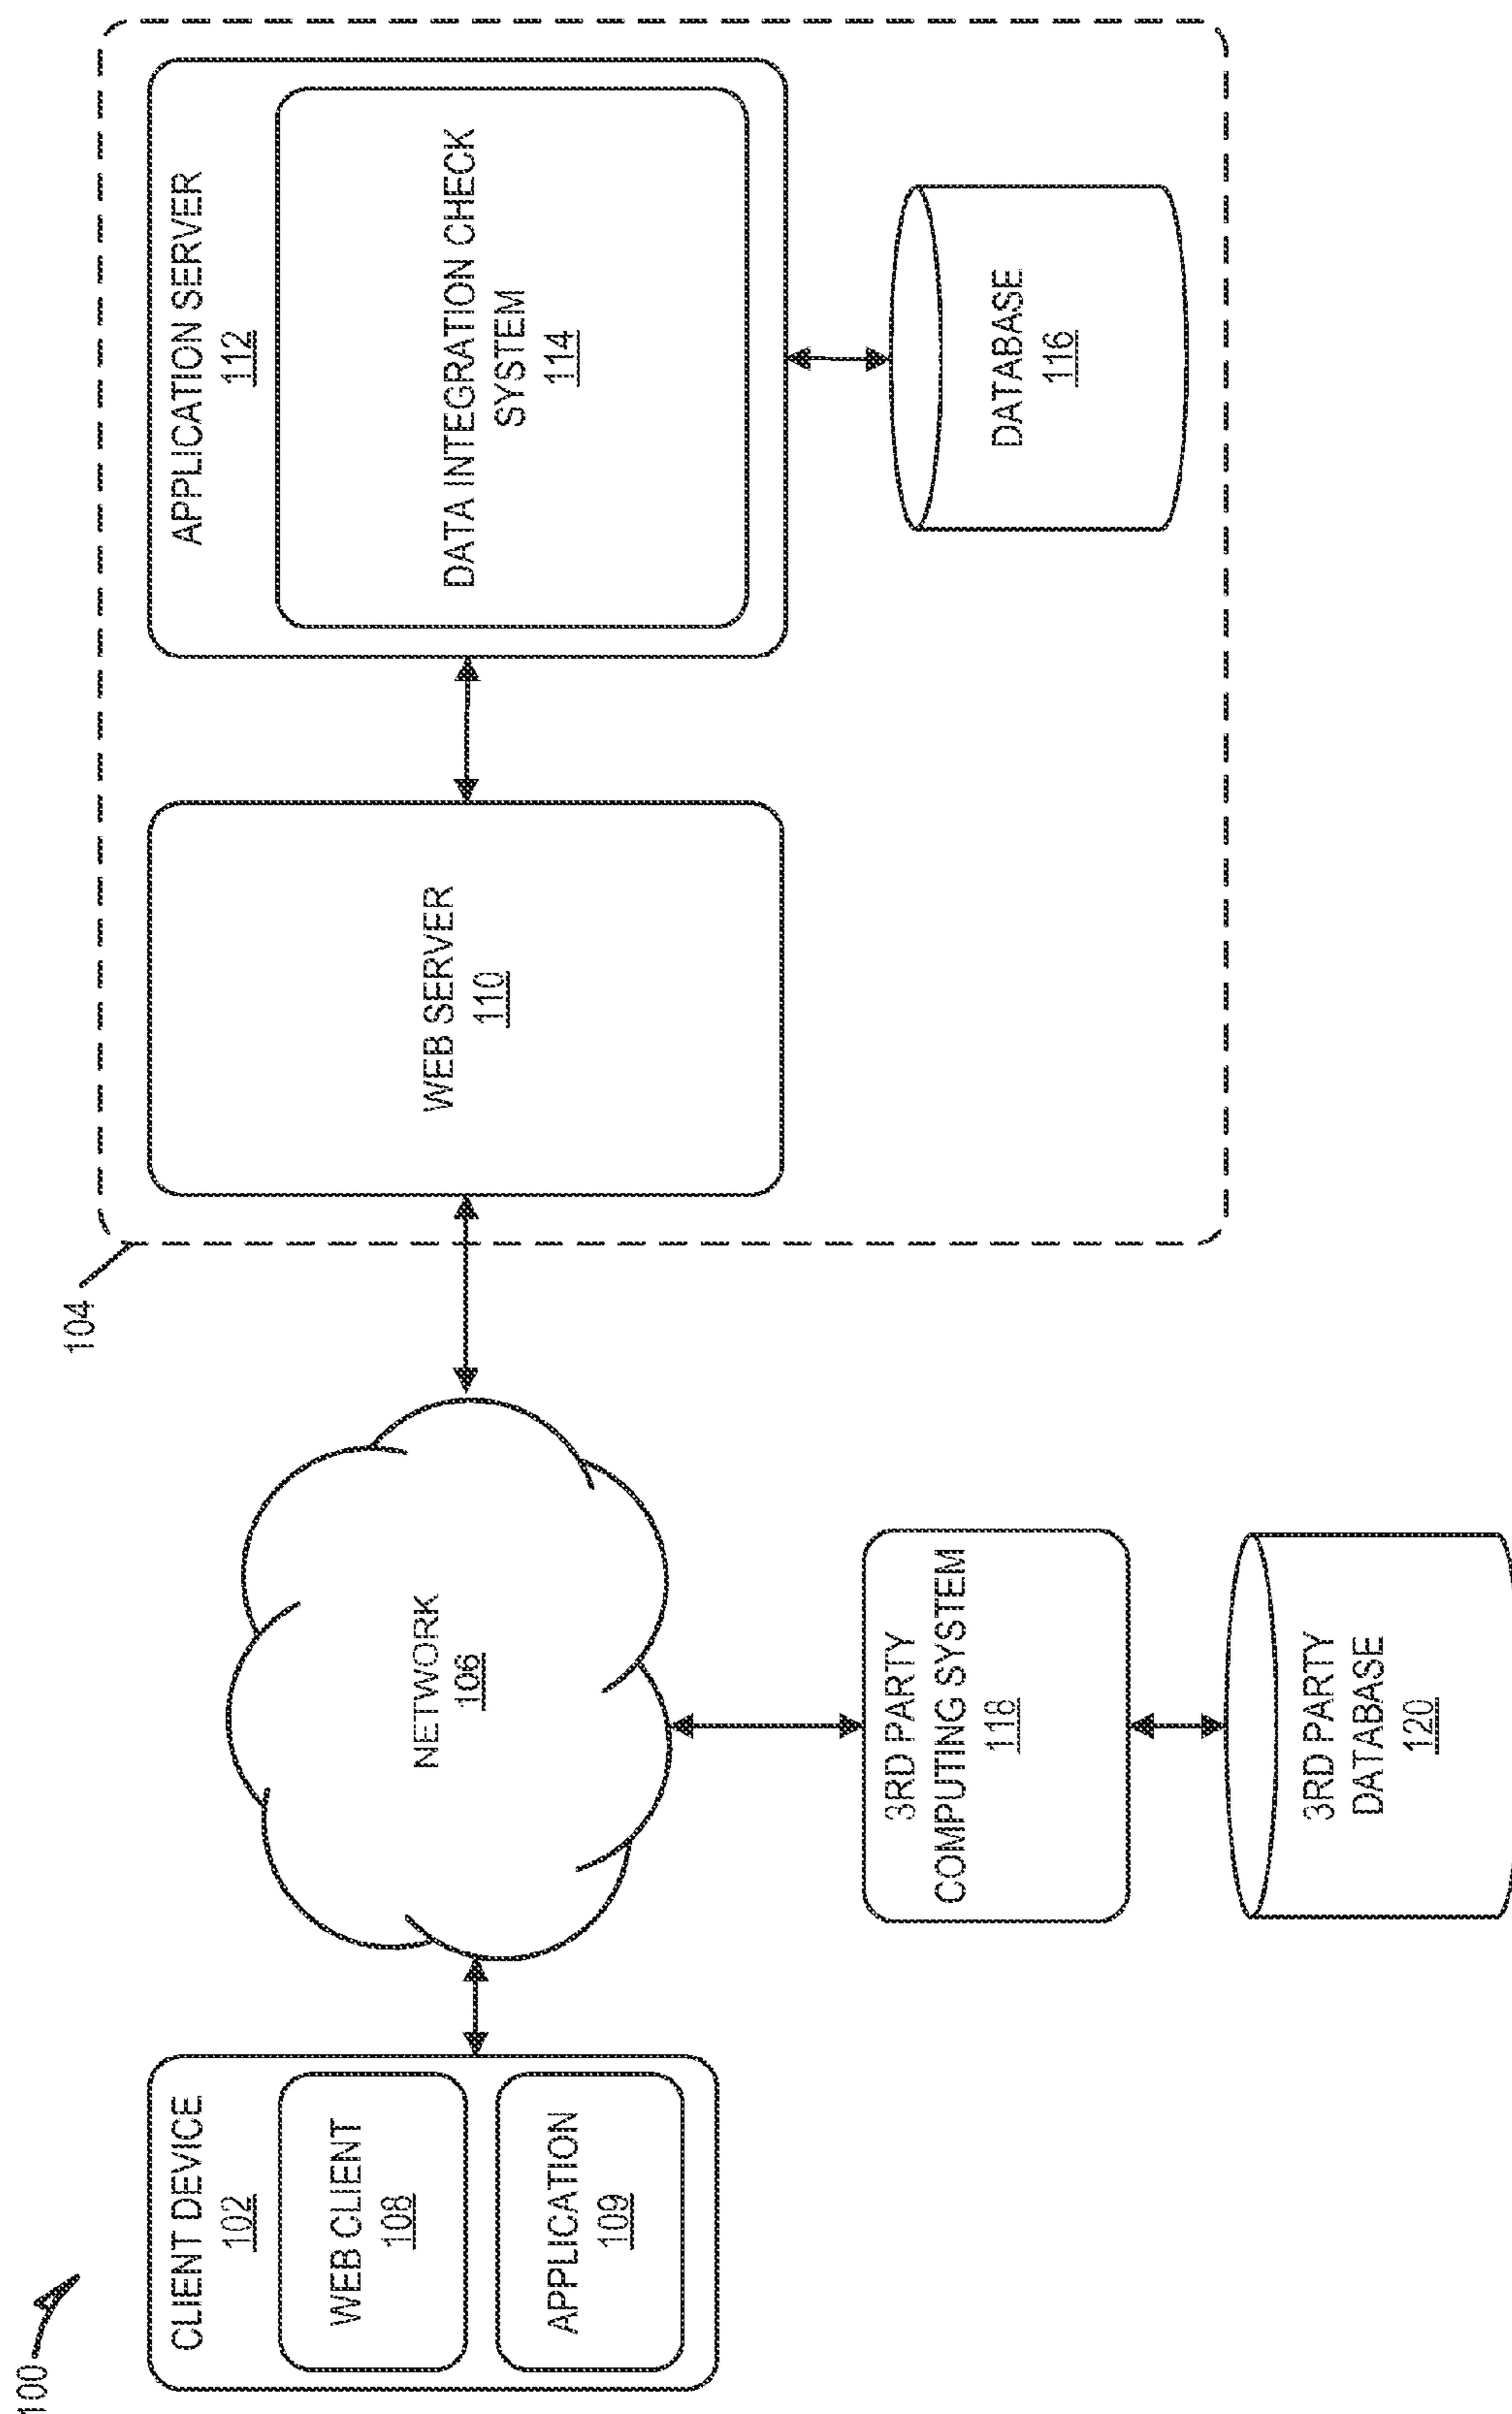 100
CLIENT DEVICE
102
WEB CLIENT
108
APPLICATION
109
NETWORK
106
3RD PARTY
COMPUTING SYSTEM
118
3RD PARTY
DATABASE
120
104
WEB SERVER
110
APPLICATION SERVER
112
DATA INTEGRATION CHECK
SYSTEM
114
DATABASE
116